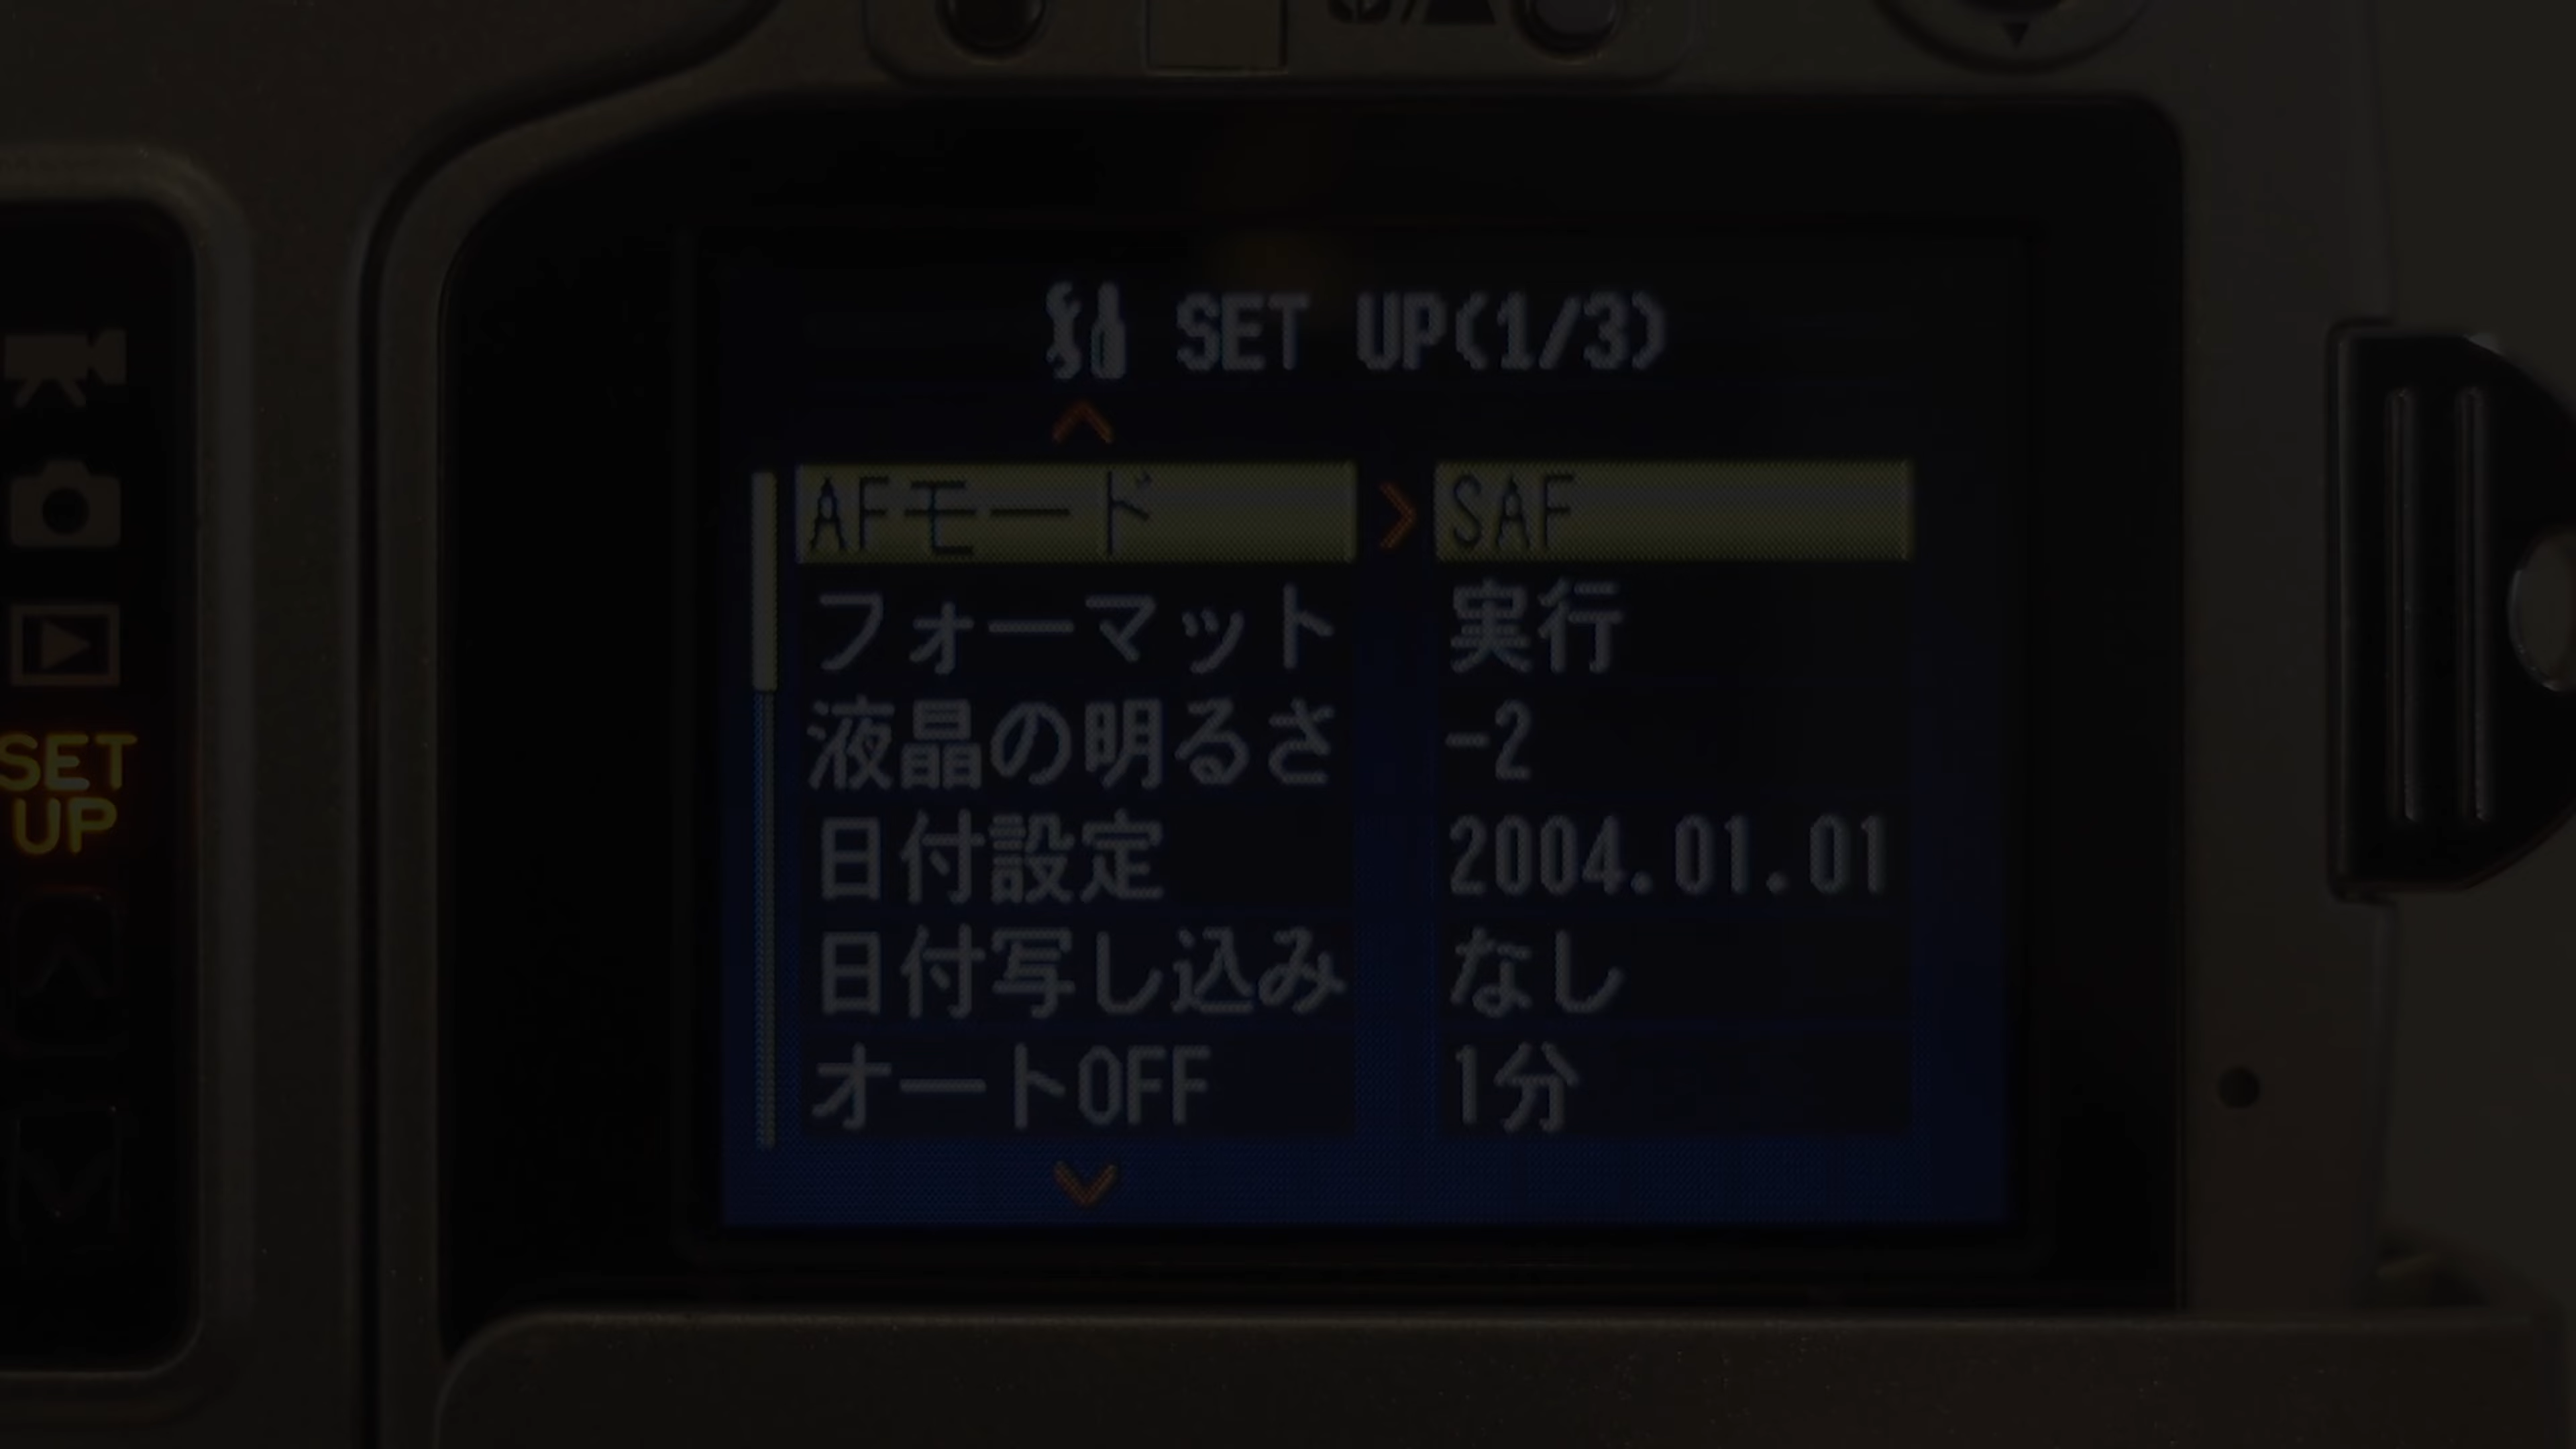 SET UP(1/3)
AFモード SAF
フォーマット 実行
液晶の明るさ -2
日付設定 2004.01.01
日付写し込み なし
オートOFF 1分
SET
UP